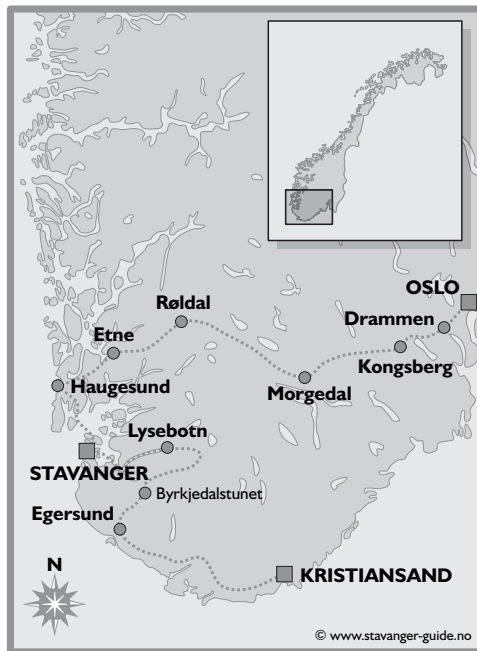 OSLO
Røldal
Drammen
Etne
Kongsberg
Haugesund
Morgedal
Lysebotn
STAVANGER
Byrkjedalstunet
Egersund
N
KRISTIANSAND
© www.stavanger-guide.no